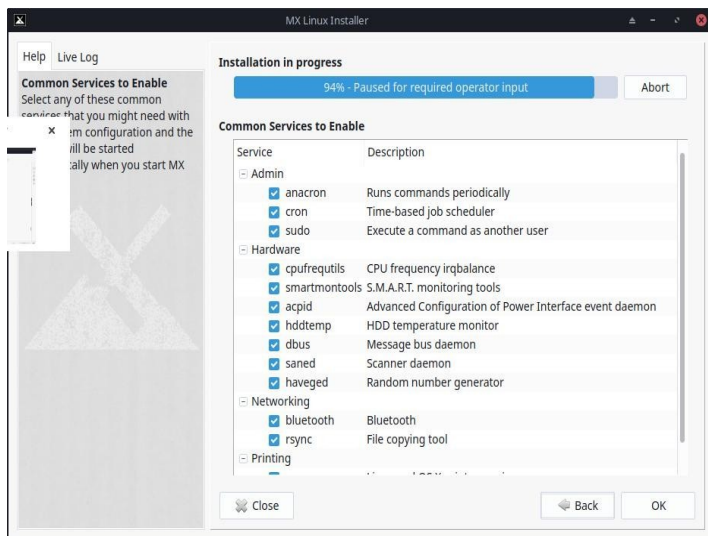 MX Linux Installer
Help
Live Log
Common Services to Enable
Select any of these common
services that you might need with
em configuration and the
will be started
cally when you start MX
x
Installation in progress
94% - Paused for required operator input
Abort
Common Services to Enable
Service Description
Admin
anacron Runs commands periodically
cron Time-based job scheduler
sudo Execute a command as another user
Hardware
cpufrequtils CPU frequency irqbalance
smartmontools S.M.A.R.T. monitoring tools
acpid Advanced Configuration of Power Interface event daemon
hddtemp HDD temperature monitor
dbus Message bus daemon
saned Scanner daemon
haveged Random number generator
Networking
bluetooth Bluetooth
rsync File copying tool
Printing
Close
Back
OK